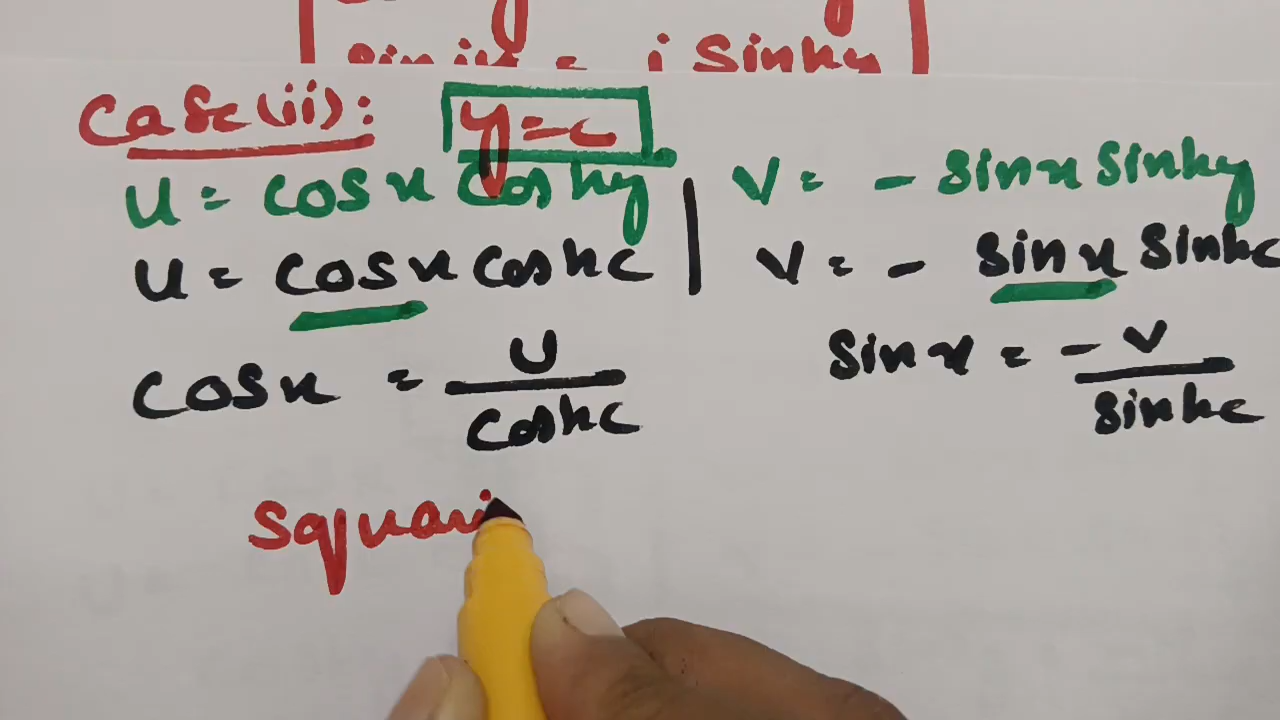 sin iy = i sinhy
Case(ii): y=c
u = cosx coshy | v = - sinx sinhy
u = cosx coshc | v = - sinx sinhc
cosx = u/coshc sinx = -v/sinhc
squari